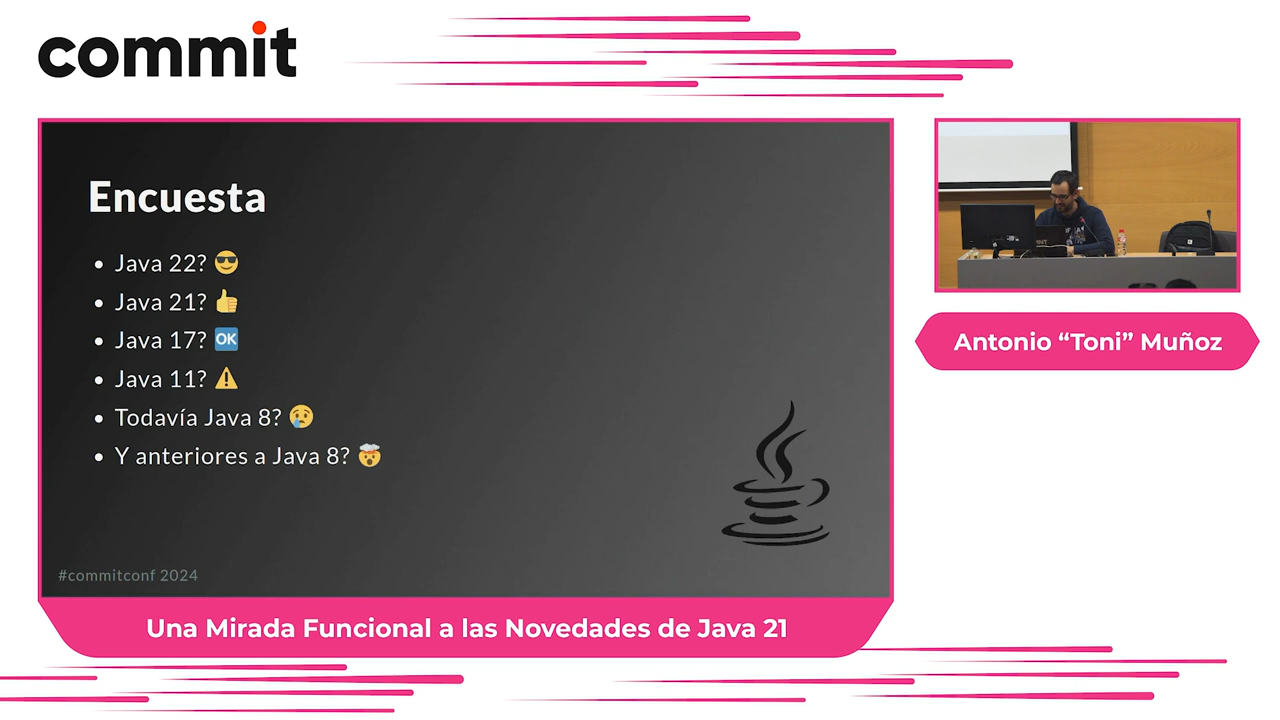 commit
Encuesta
Java 22? 😎
Java 21? 👍
Java 17? 🆗
Java 11? ⚠️
Todavía Java 8? 😢
Y anteriores a Java 8? 🤯
#commitconf 2024
Antonio “Toni” Muñoz
Una Mirada Funcional a las Novedades de Java 21